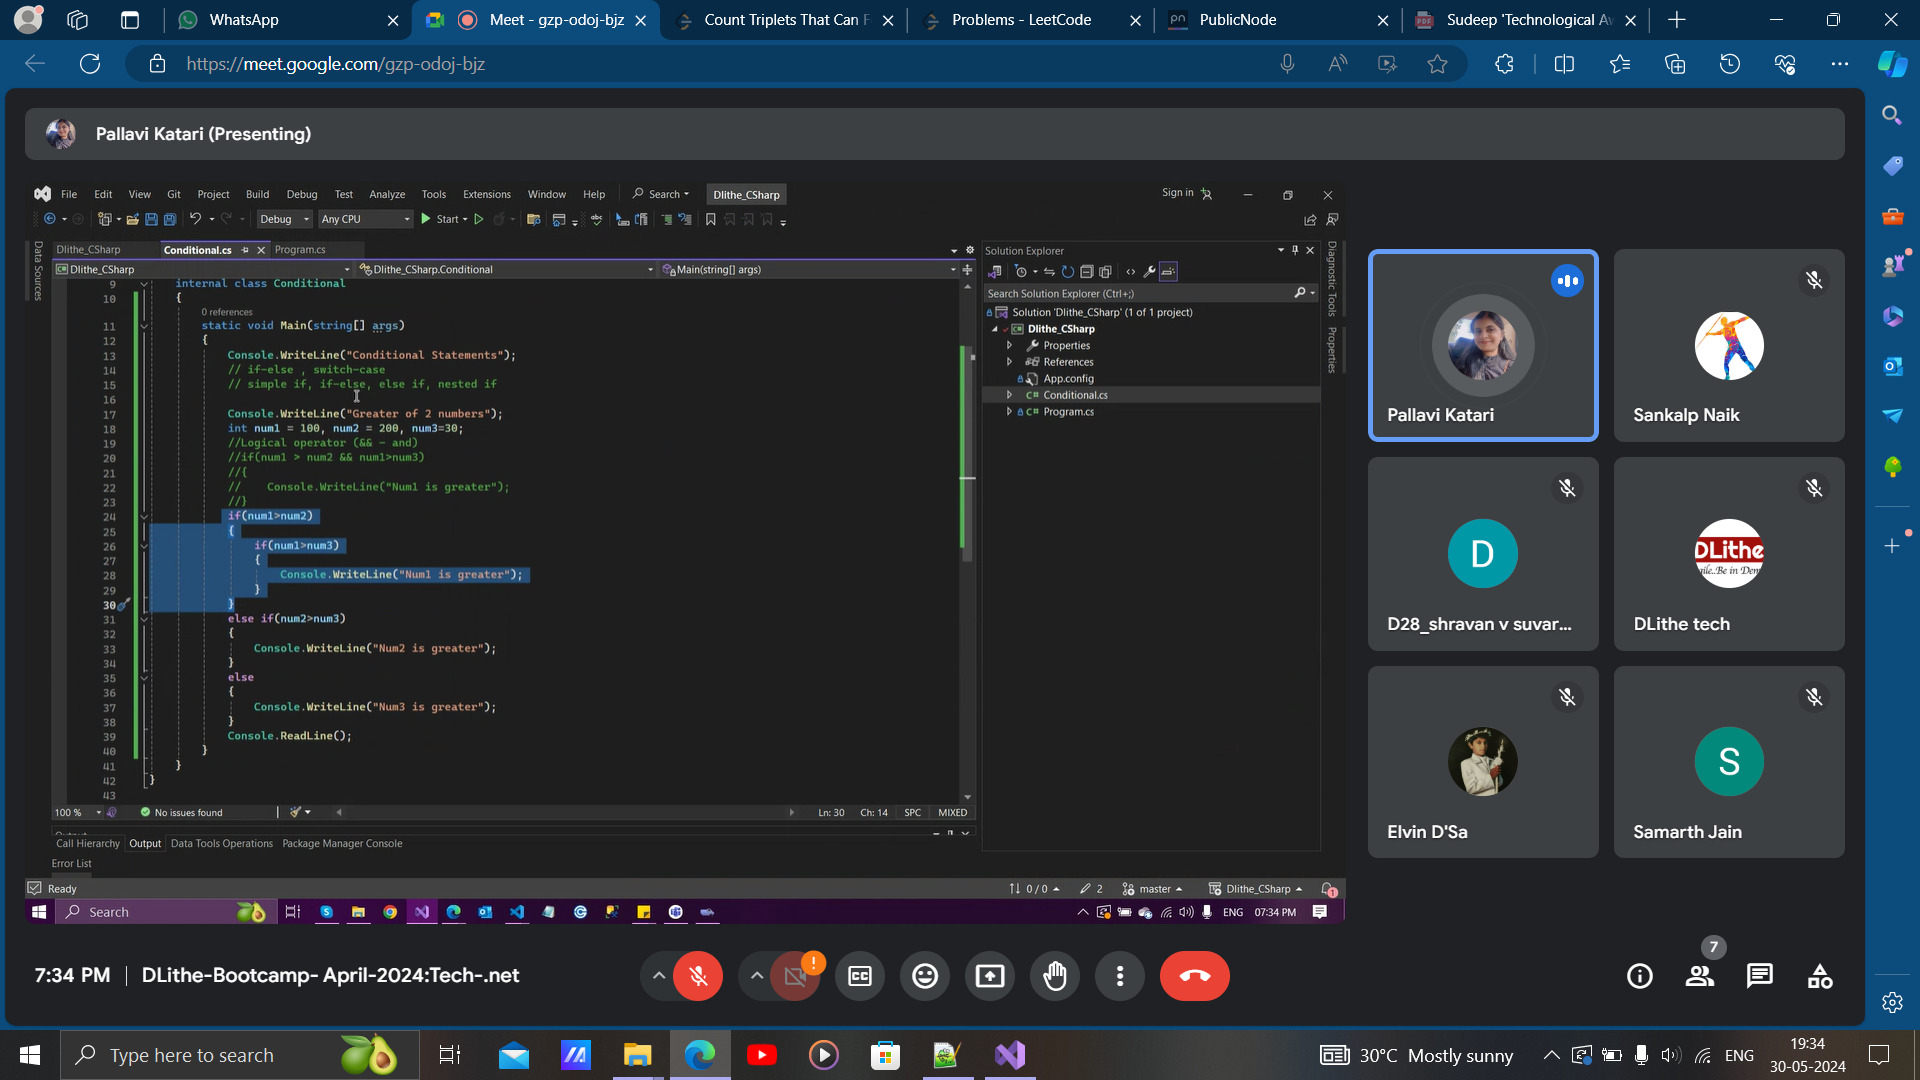 WhatsApp
Meet - gzp-odoj-bjz
Count Triplets That Can F
Problems - LeetCode
PublicNode
Sudeep 'Technological Av
https://meet.google.com/gzp-odoj-bjz
Pallavi Katari (Presenting)
File Edit View Git Project Build Debug Test Analyze Tools Extensions Window Help Search Dlithe_CSharp Sign in
Debug Any CPU Start
Data Sources
Dlithe_CSharp Conditional.cs Program.cs
Dlithe_CSharp Dlithe_CSharp.Conditional Main(string[] args)
9 internal class Conditional
10 {
0 references
11 static void Main(string[] args)
12 {
13 Console.WriteLine("Conditional Statements");
14 // if-else , switch-case
15 // simple if, if-else, else if, nested if
16
17 Console.WriteLine("Greater of 2 numbers");
18 int num1 = 100, num2 = 200, num3=30;
19 //Logical operator (&& - and)
20 //if(num1 > num2 && num1>num3)
21 //{
22 // Console.WriteLine("Num1 is greater");
23 //}
24 if(num1>num2)
25 {
26 if(num1>num3)
27 {
28 Console.WriteLine("Num1 is greater");
29 }
30 }
31 else if(num2>num3)
32 {
33 Console.WriteLine("Num2 is greater");
34 }
35 else
36 {
37 Console.WriteLine("Num3 is greater");
38 }
39 Console.ReadLine();
40 }
41 }
42 }
43
100 % No issues found Ln: 30 Ch: 14 SPC MIXED
Output
Call Hierarchy Output Data Tools Operations Package Manager Console
Error List
Ready 0 / 0 2 master Dlithe_CSharp 1
Solution Explorer
Search Solution Explorer (Ctrl+;)
Solution 'Dlithe_CSharp' (1 of 1 project)
Dlithe_CSharp
Properties
References
App.config
C# Conditional.cs
C# Program.cs
Diagnostic Tools
Properties
Search
ENG 07:34 PM
Pallavi Katari
Sankalp Naik
D
D28_shravan v suvar...
DLithe
DLithe tech
Elvin D'Sa
S
Samarth Jain
7:34 PM | DLithe-Bootcamp- April-2024:Tech-.net
!
CC
7
Type here to search
30°C Mostly sunny
ENG
19:34
30-05-2024